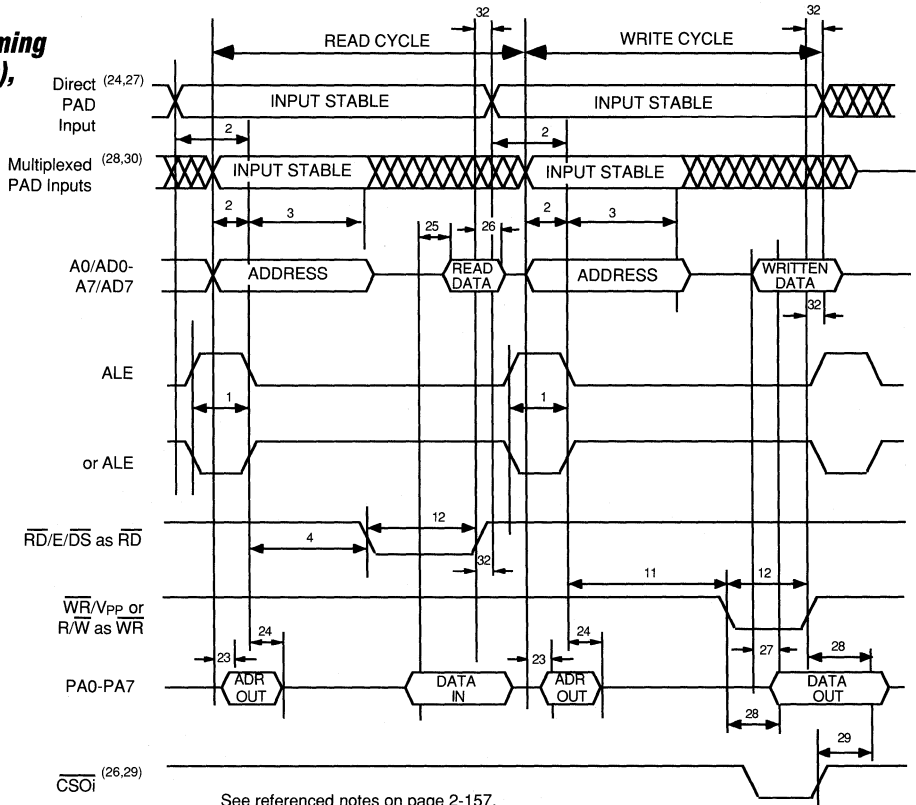 ming
),
32
32
READ CYCLE
WRITE CYCLE
Direct (24,27)
PAD
Input
INPUT STABLE
INPUT STABLE
2
2
Multiplexed (28,30)
PAD Inputs
INPUT STABLE
INPUT STABLE
2
3
2
3
25
26
A0/AD0-
A7/AD7
ADDRESS
READ
DATA
ADDRESS
WRITTEN
DATA
32
ALE
1
1
or ALE
RD/E/DS as RD
4
12
32
11
12
WR/VPP or
R/W as WR
23
24
23
24
27
28
PA0-PA7
ADR
OUT
DATA
IN
ADR
OUT
DATA
OUT
28
29
CSOi (26,29)
See referenced notes on page 2-157.